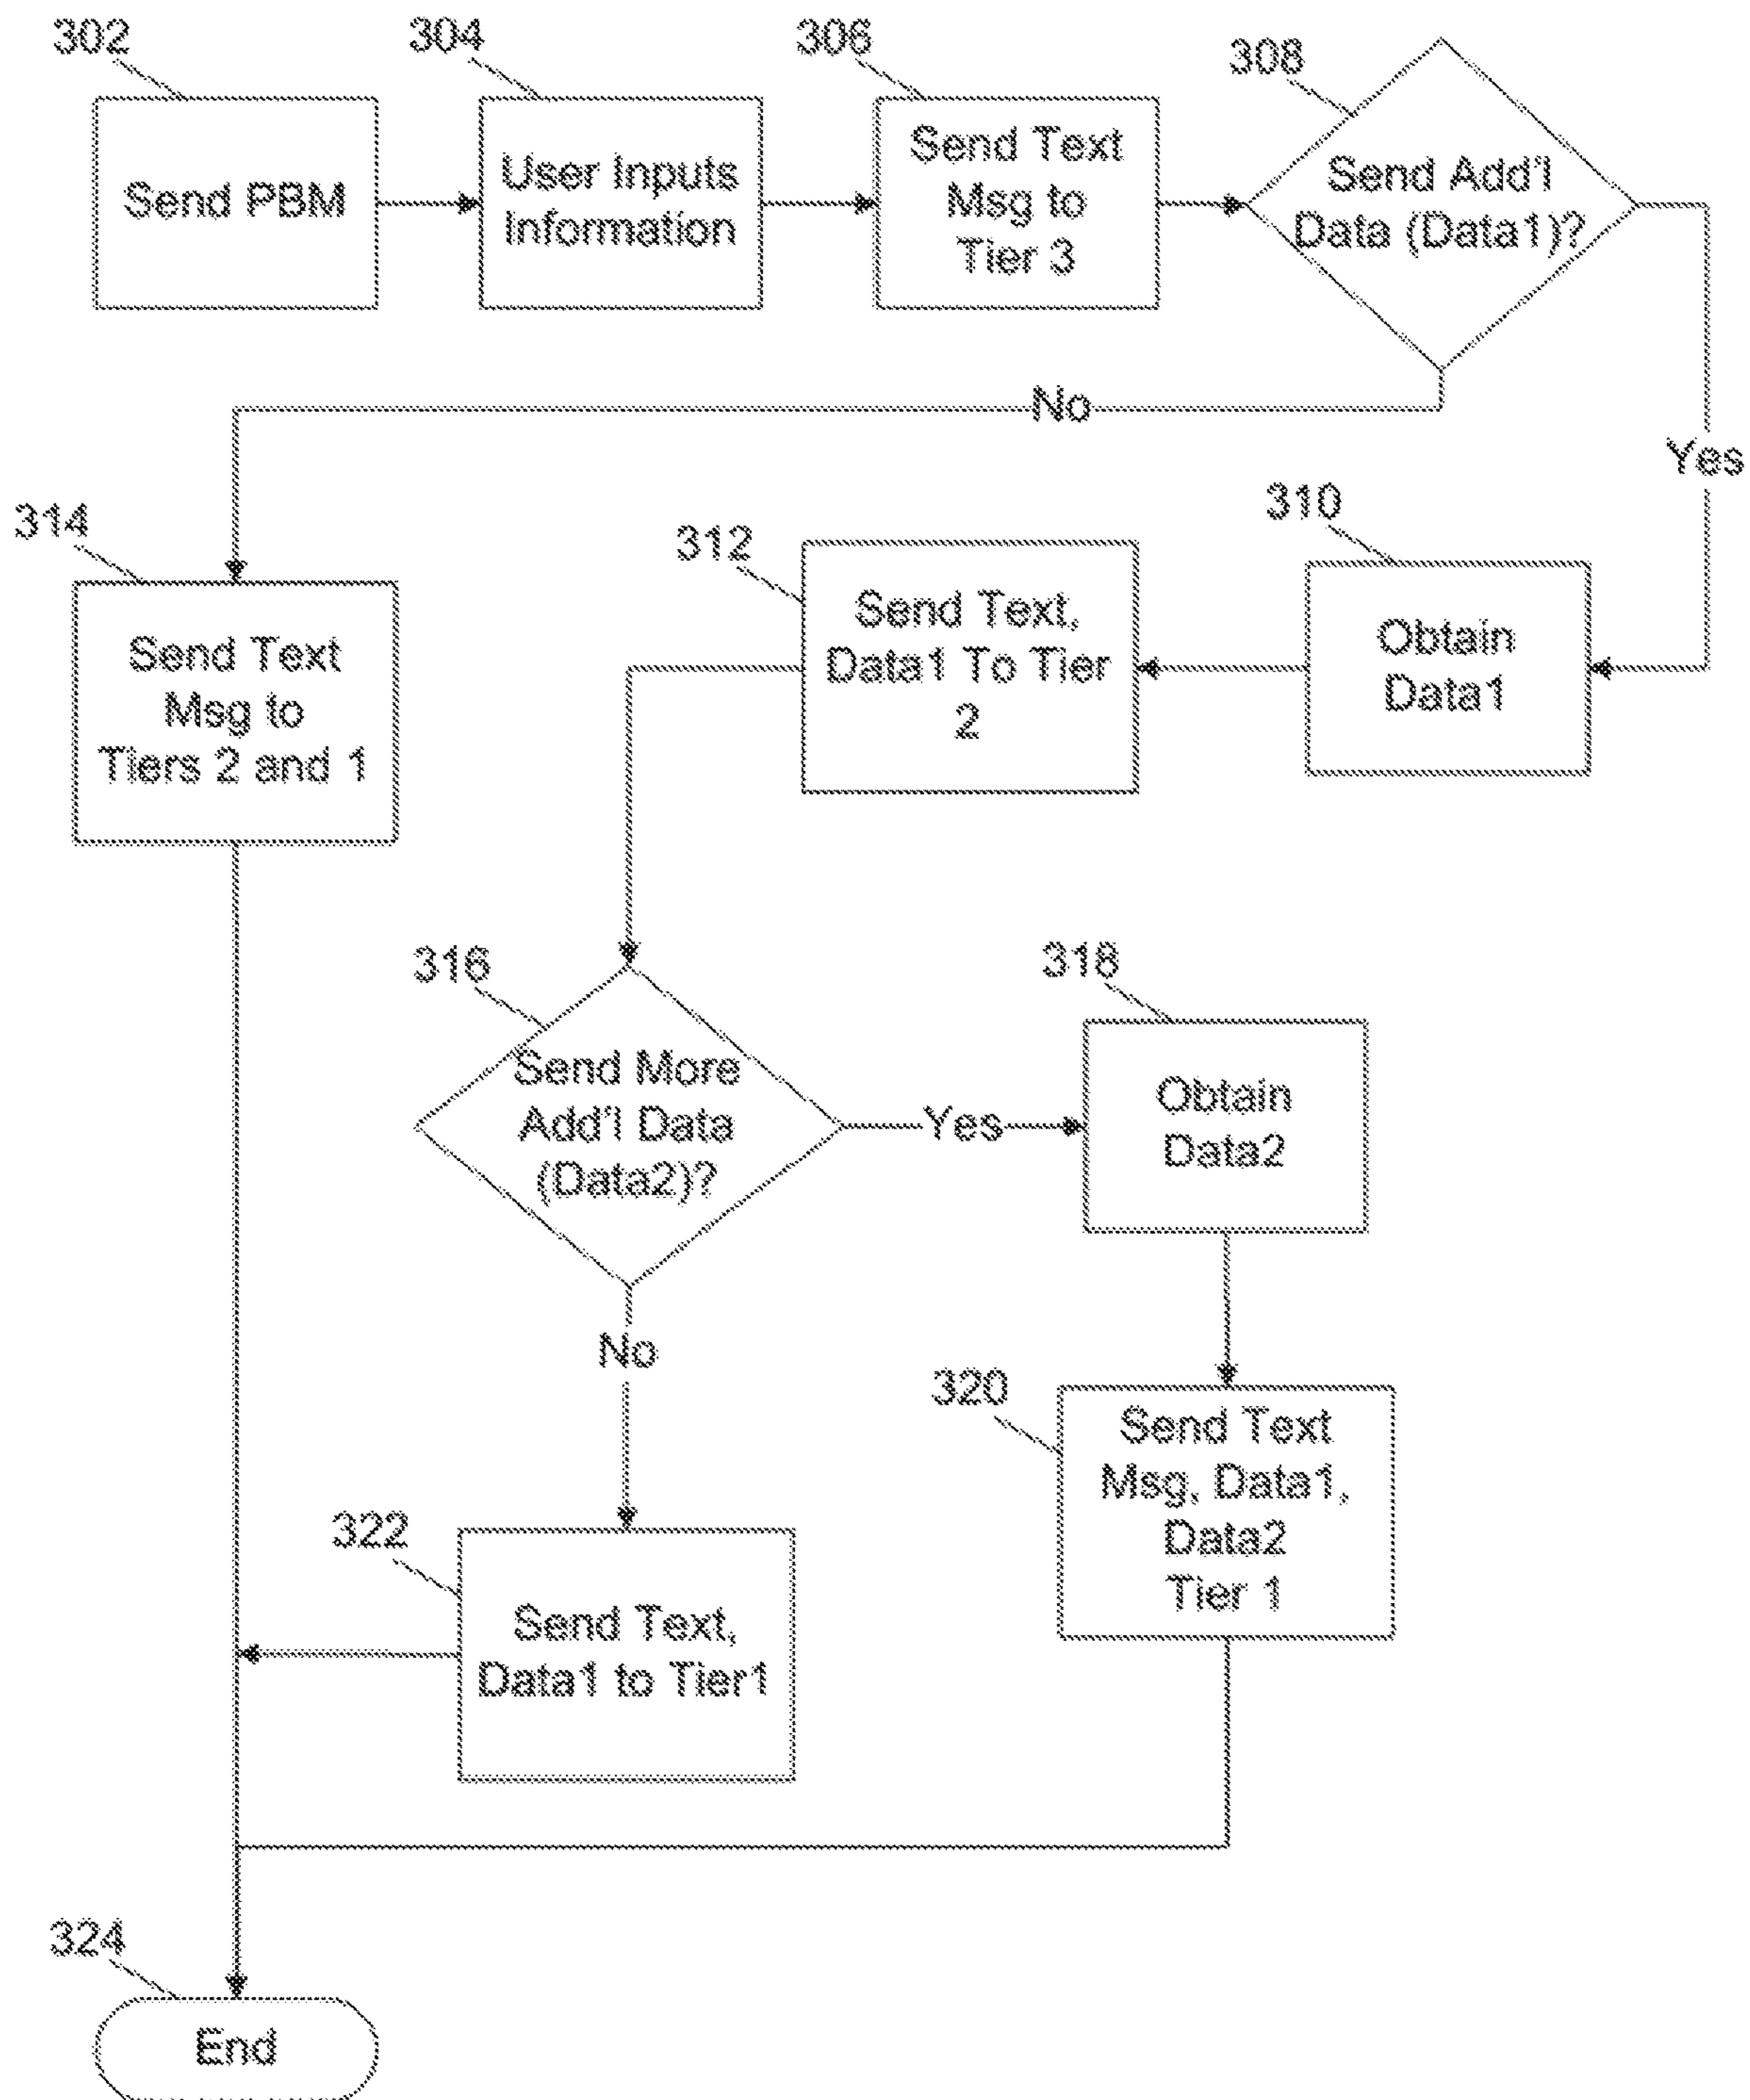 302
Send PBM
304
User Inputs
Information
306
Send Text
Msg to
Tier 3
308
Send Add'l
Data (Data1)?
No
Yes
314
Send Text
Msg to
Tiers 2 and 1
312
Send Text,
Data1 To Tier
2
310
Obtain
Data1
316
Send More
Add'l Data
(Data2)?
Yes
318
Obtain
Data2
No
320
Send Text
Msg, Data1,
Data2
Tier 1
322
Send Text,
Data1 to Tier1
324
End